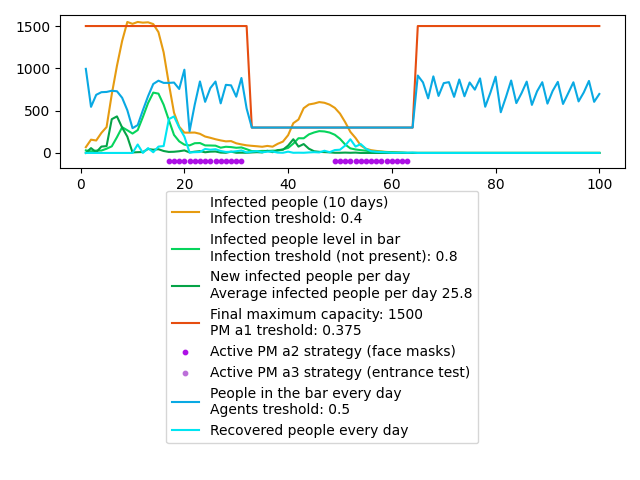 1500
1000
500
0
0
20
40
60
80
100
Infected people (10 days)
Infection treshold: 0.4
Infected people level in bar
Infection treshold (not present): 0.8
New infected people per day
Average infected people per day 25.8
Final maximum capacity: 1500
PM a1 treshold: 0.375
Active PM a2 strategy (face masks)
Active PM a3 strategy (entrance test)
People in the bar every day
Agents treshold: 0.5
Recovered people every day